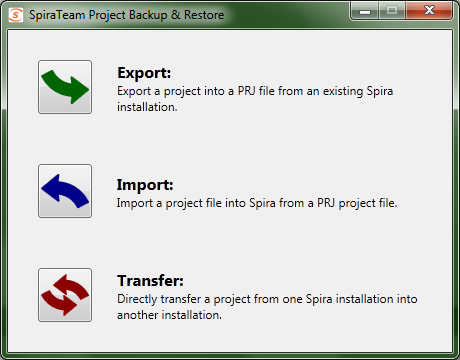 SpiraTeam Project Backup & Restore
Export:
Export a project into a PRJ file from an existing Spira
installation.
Import:
Import a project file into Spira from a PRJ project file.
Transfer:
Directly transfer a project from one Spira installation into
another installation.